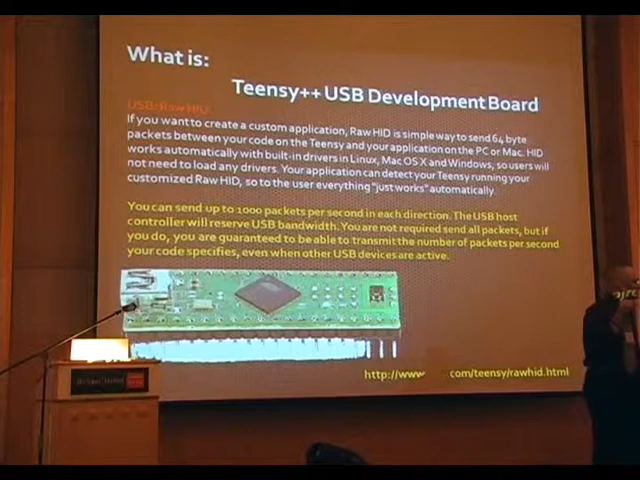 What is:
Teensy++ USB Development Board
USB: Raw HID
If you want to create a custom application, Raw HID is simple way to send 64 byte
packets between your code on the Teensy and your application on the PC or Mac. HID
works automatically with built-in drivers in Linux, Mac OS X and Windows, so users will
not need to load any drivers. Your application can detect your Teensy running your
customized Raw HID, so to the user everything "just works" automatically.
You can send up to 1000 packets per second in each direction. The USB host
controller will reserve USB bandwidth. You are not required send all packets, but if
you do, you are guaranteed to be able to transmit the number of packets per second
your code specifies, even when other USB devices are active.
http://www com/teensy/rawhid.html